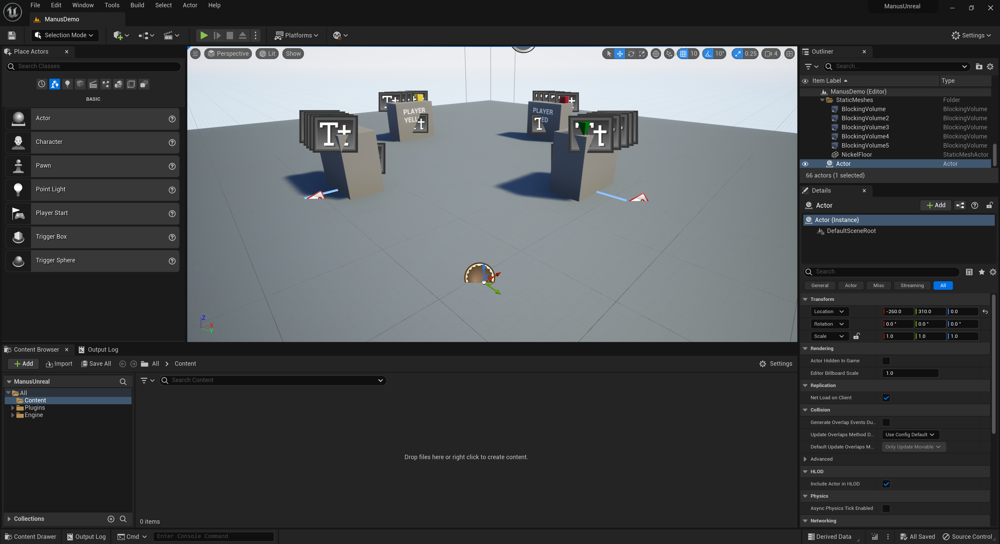 File Edit Window Tools Build Select Actor Help
ManusUnreal
ManusDemo
Selection Mode
Platforms
Settings
Place Actors
Search Classes
BASIC
Actor
Character
Pawn
Point Light
Player Start
Trigger Box
Trigger Sphere
Perspective Lit Show
10 10° 0.25 4
PLAYER
YELL
PLAYER
ED
Z
X
Y
Outliner
Search...
Item Label Type
ManusDemo (Editor)
StaticMeshes Folder
BlockingVolume BlockingVolume
BlockingVolume2 BlockingVolume
BlockingVolume3 BlockingVolume
BlockingVolume4 BlockingVolume
BlockingVolume5 BlockingVolume
NickelFloor StaticMeshActor
Actor Actor
66 actors (1 selected)
Details
Actor
Add
Actor (Instance)
DefaultSceneRoot
Search
General Actor Misc Streaming All
Transform
Location -260.0 310.0 0.0
Rotation 0.0 ° 0.0 ° 0.0 °
Scale 1.0 1.0 1.0
Rendering
Actor Hidden In Game
Editor Billboard Scale 1.0
Replication
Net Load on Client
Collision
Generate Overlap Events Du...
Update Overlaps Method D... Use Config Default
Default Update Overlaps M... Only Update Movable
Advanced
HLOD
Include Actor in HLOD
Physics
Async Physics Tick Enabled
Networking
Content Browser
Output Log
Add Import Save All All Content
Settings
ManusUnreal
Search Content
All
Content
Plugins
Engine
Drop files here or right click to create content.
Collections
0 items
Content Drawer Output Log Cmd Enter Console Command
Derived Data All Saved Source Control